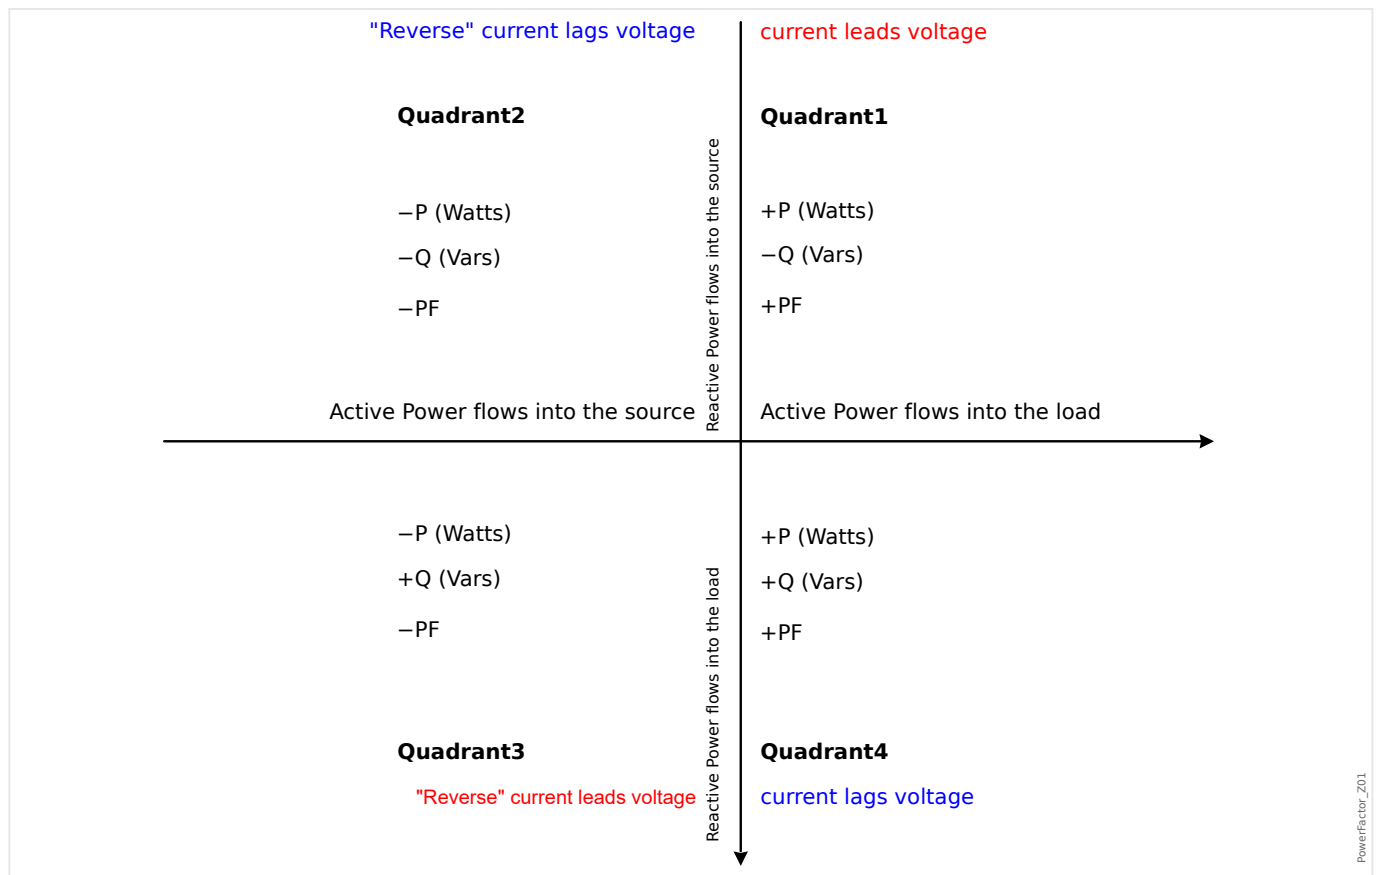 "Reverse" current lags voltage
current leads voltage
Quadrant2
Quadrant1
−P (Watts)
+P (Watts)
−Q (Vars)
−Q (Vars)
−PF
+PF
Reactive Power flows into the source
Active Power flows into the source
Active Power flows into the load
−P (Watts)
+P (Watts)
+Q (Vars)
+Q (Vars)
−PF
+PF
Reactive Power flows into the load
Quadrant3
Quadrant4
"Reverse" current leads voltage
current lags voltage
PowerFactor_Z01